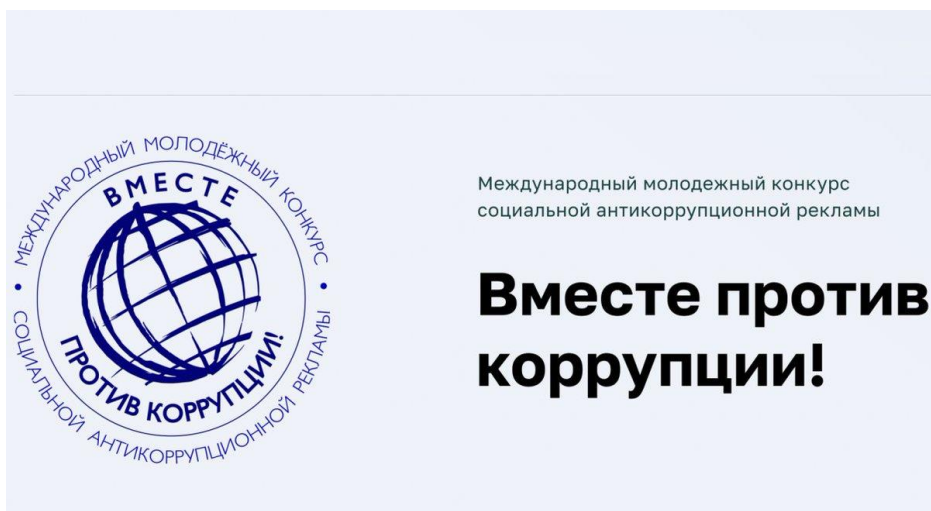 МЕЖДУНАРОДНЫЙ МОЛОДЁЖНЫЙ КОНКУРС
СОЦИАЛЬНОЙ АНТИКОРРУПЦИОННОЙ РЕКЛАМЫ
ВМЕСТЕ
ПРОТИВ КОРРУПЦИИ!
Международный молодежный конкурс
социальной антикоррупционной рекламы
Вместе против
коррупции!